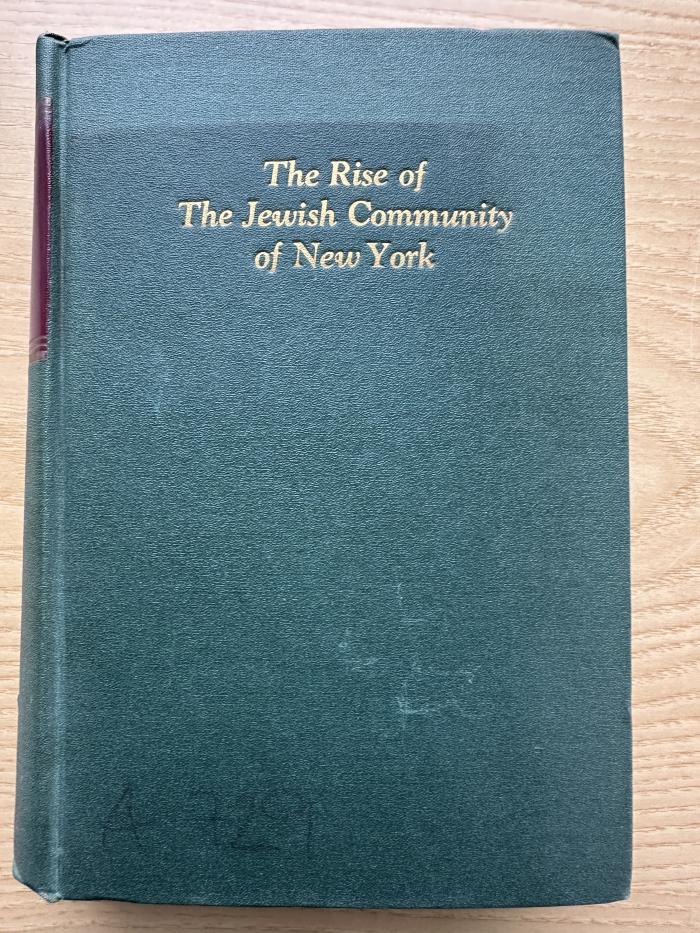 The Rise of
The Jewish Community
of New York